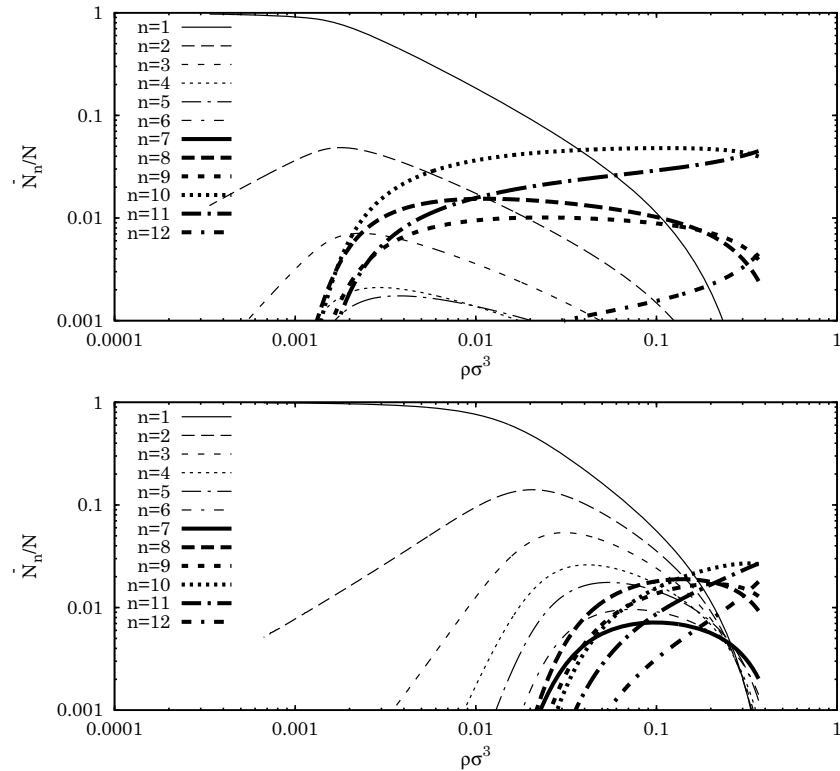 1
0.1
0.01
0.001
N̄ₙ/N
n=1
n=2
n=3
n=4
n=5
n=6
n=7
n=8
n=9
n=10
n=11
n=12
0.0001 0.001 0.01 0.1 1
ρσ³
1
0.1
0.01
0.001
N̄ₙ/N
n=1
n=2
n=3
n=4
n=5
n=6
n=7
n=8
n=9
n=10
n=11
n=12
0.0001 0.001 0.01 0.1 1
ρσ³